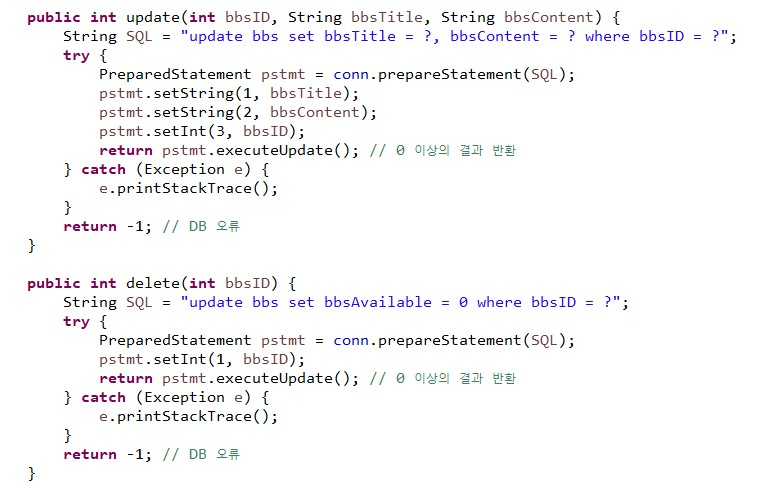 public int update(int bbsID, String bbsTitle, String bbsContent) {
    String SQL = "update bbs set bbsTitle = ?, bbsContent = ? where bbsID = ?";
    try {
        PreparedStatement pstmt = conn.prepareStatement(SQL);
        pstmt.setString(1, bbsTitle);
        pstmt.setString(2, bbsContent);
        pstmt.setInt(3, bbsID);
        return pstmt.executeUpdate(); // 0 이상의 결과 반환
    } catch (Exception e) {
        e.printStackTrace();
    }
    return -1; // DB 오류
}

public int delete(int bbsID) {
    String SQL = "update bbs set bbsAvailable = 0 where bbsID = ?";
    try {
        PreparedStatement pstmt = conn.prepareStatement(SQL);
        pstmt.setInt(1, bbsID);
        return pstmt.executeUpdate(); // 0 이상의 결과 반환
    } catch (Exception e) {
        e.printStackTrace();
    }
    return -1; // DB 오류
}